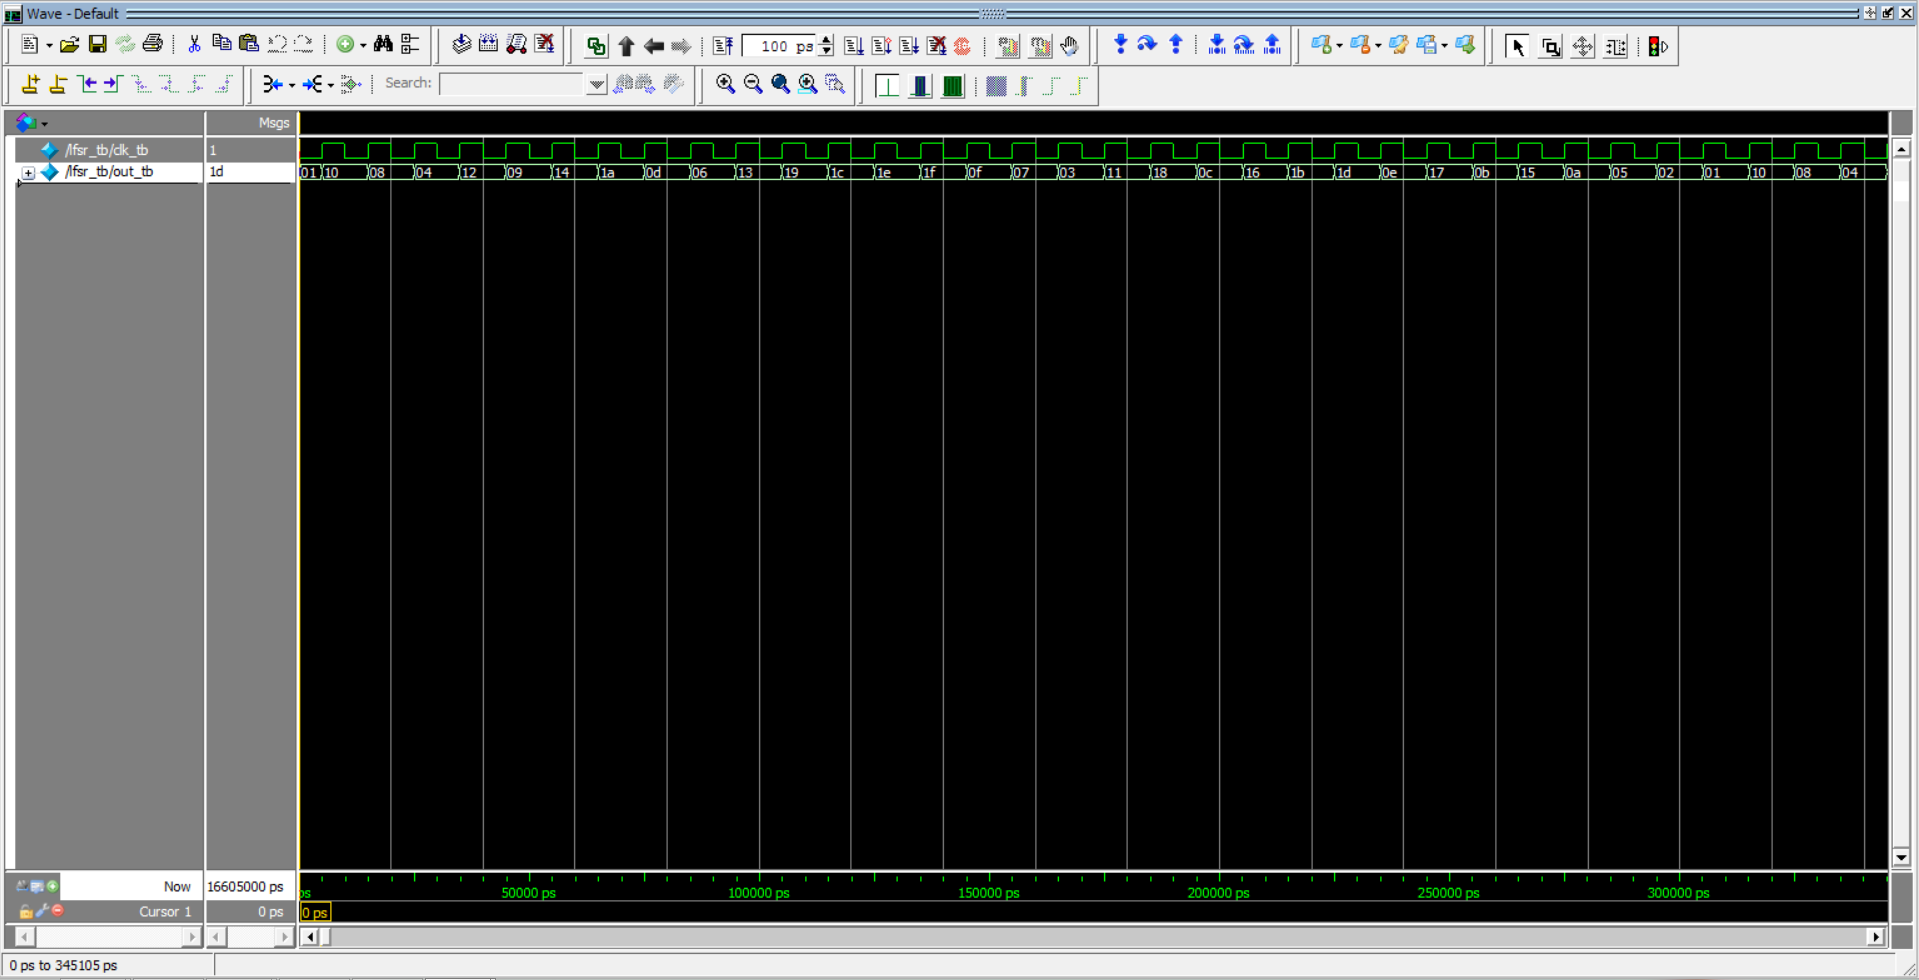 Wave - Default
100 ps
Search:
Msgs
/lfsr_tb/clk_tb 1
/lfsr_tb/out_tb 1d
01 10 08 04 12 09 14 1a 0d 06 13 19 1c 1e 1f 0f 07 03 11 18 0c 16 1b 1d 0e 17 0b 15 0a 05 02 01 10 08 04
Now 16605000 ps
ps 50000 ps 100000 ps 150000 ps 200000 ps 250000 ps 300000 ps
Cursor 1 0 ps 0 ps
0 ps to 345105 ps